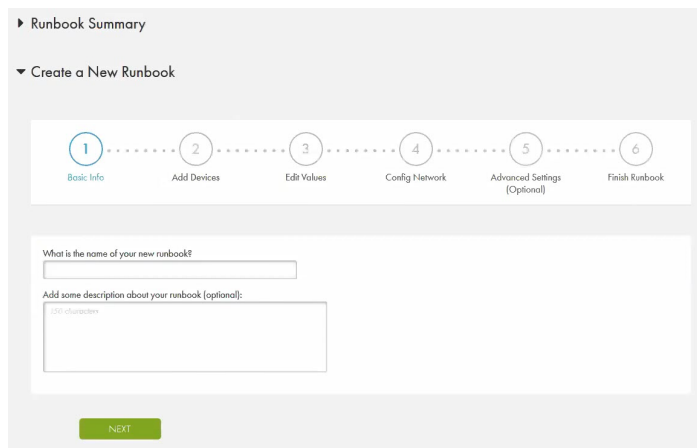 Runbook Summary
Create a New Runbook
1 2 3 4 5 6
Basic Info Add Devices Edit Values Config Network Advanced Settings Finish Runbook
(Optional)
What is the name of your new runbook?
Add some description about your runbook (optional):
characters
NEXT